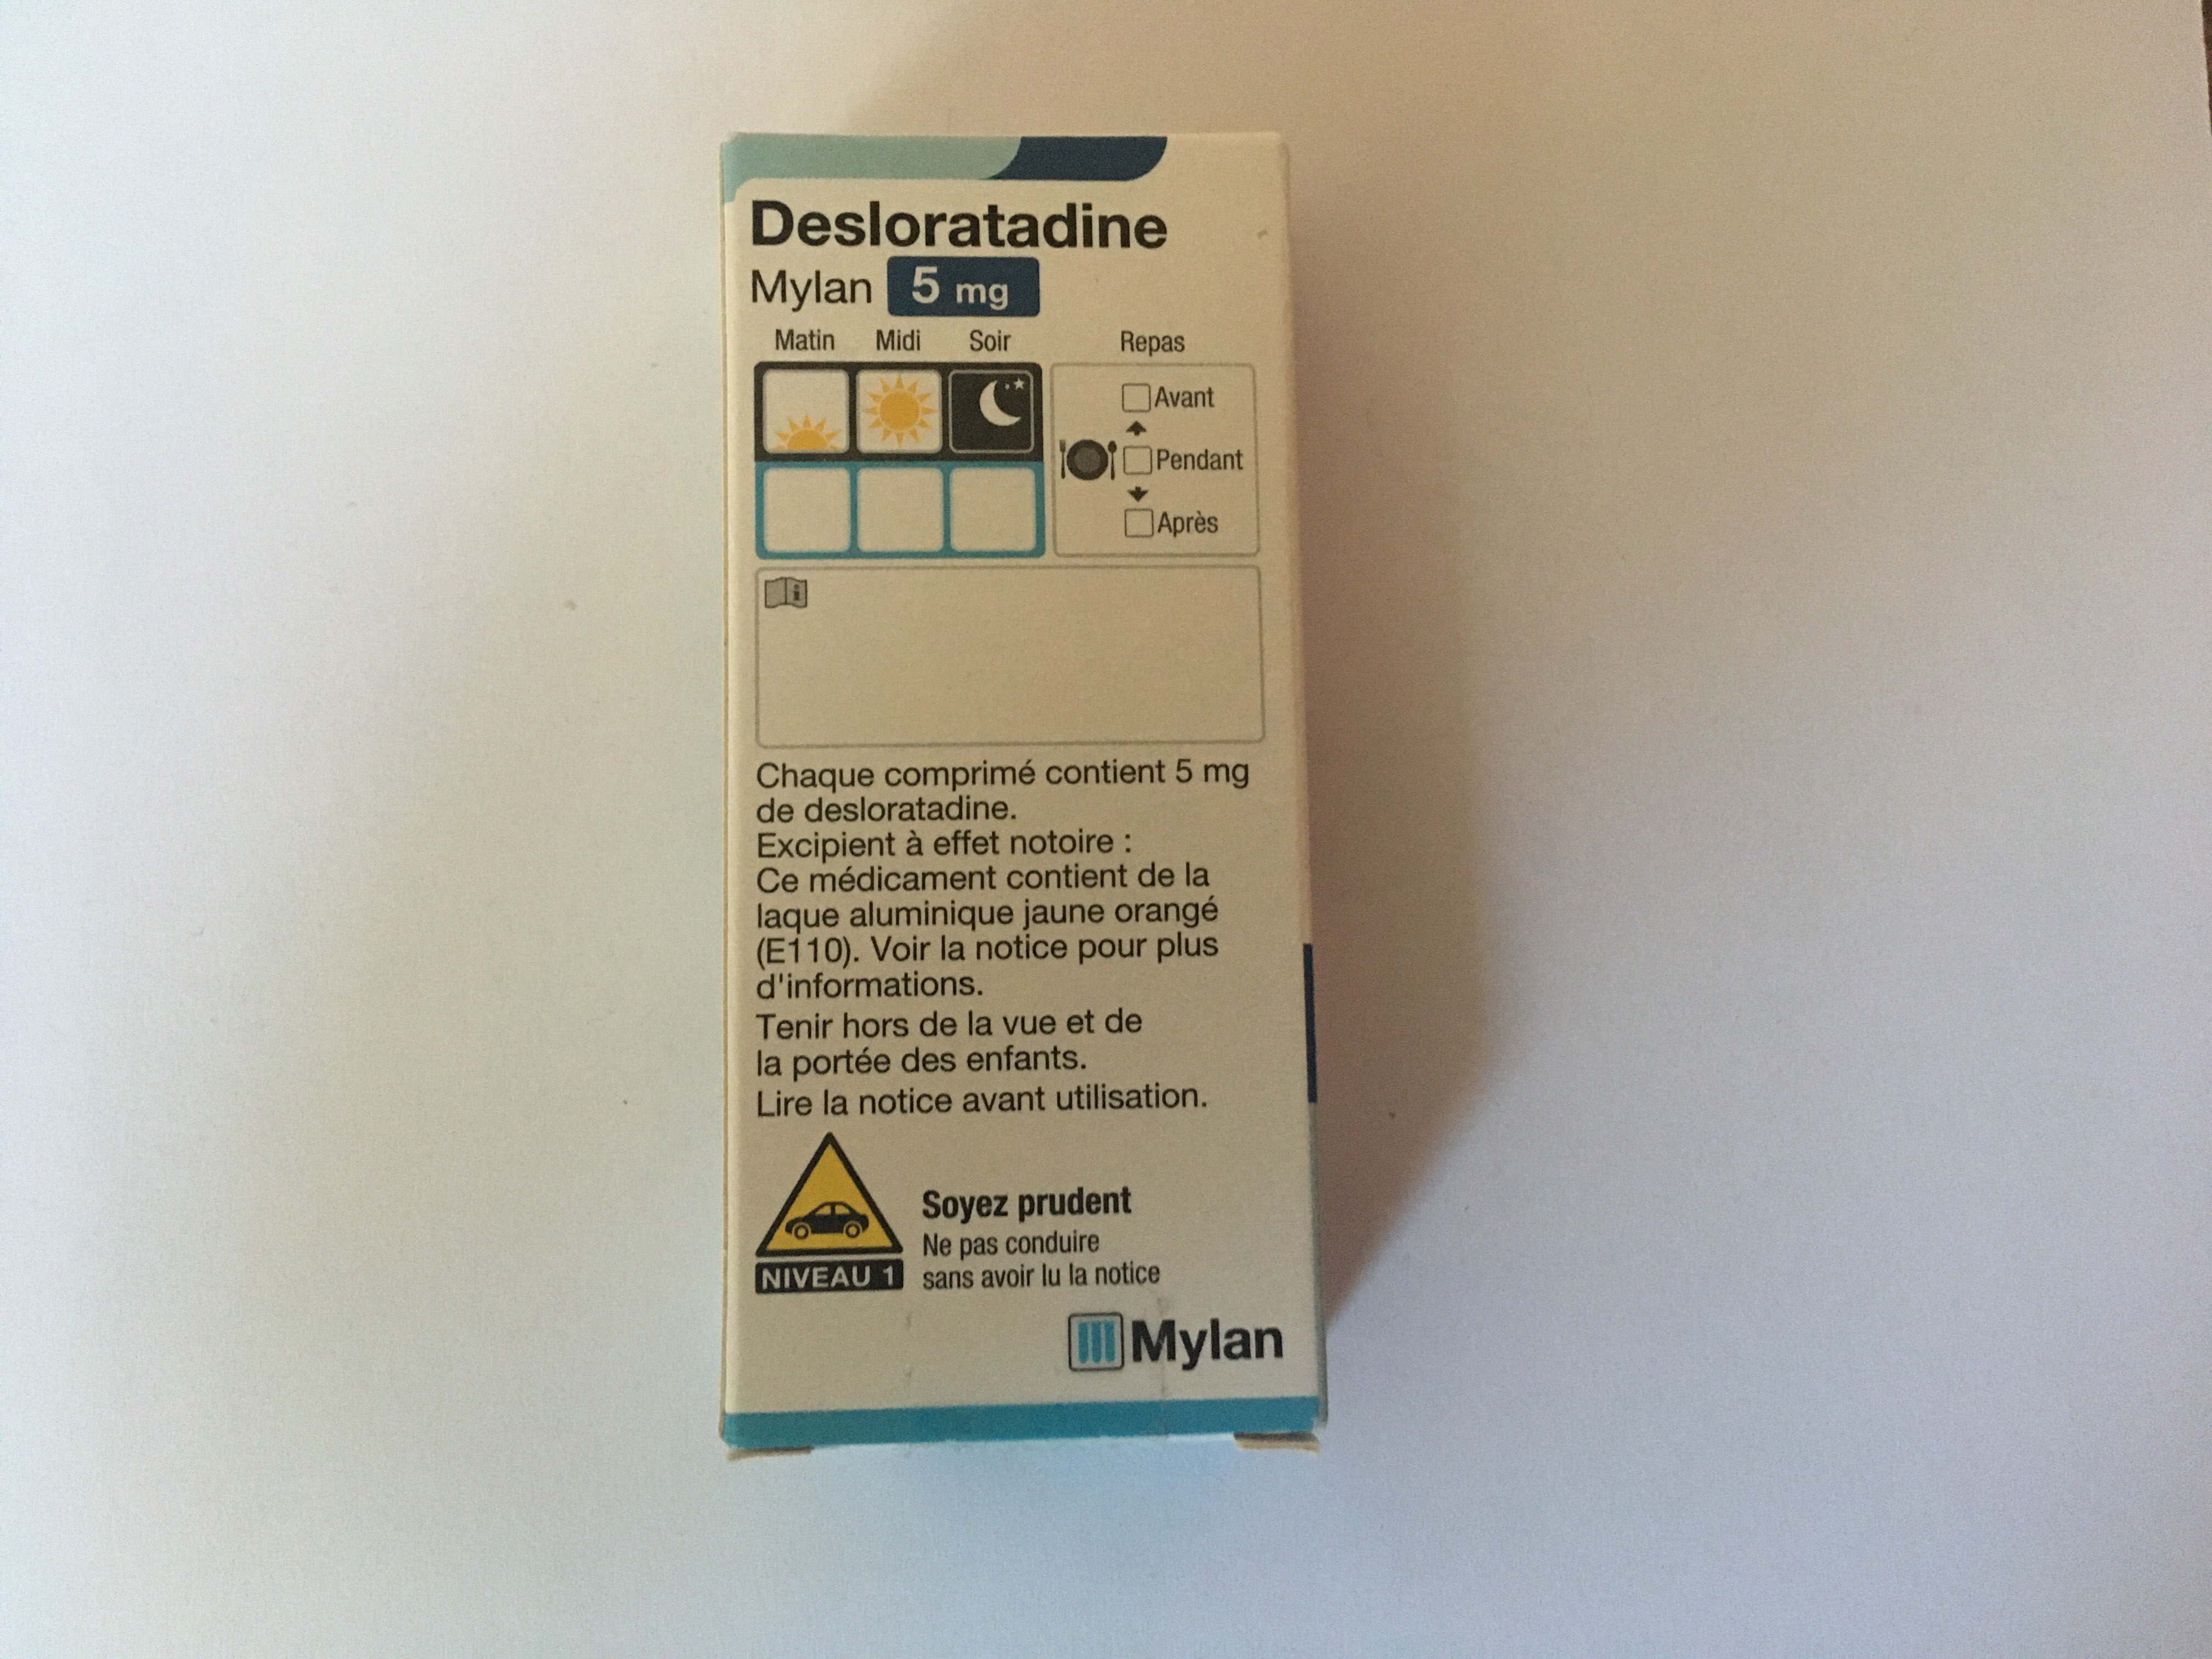 Desloratadine
Mylan 5 mg
Matin Midi Soir Repas
Avant
Pendant
Après
Chaque comprimé contient 5 mg
de desloratadine.
Excipient à effet notoire :
Ce médicament contient de la
laque aluminique jaune orangé
(E110). Voir la notice pour plus
d'informations.
Tenir hors de la vue et de
la portée des enfants.
Lire la notice avant utilisation.
NIVEAU 1
Soyez prudent
Ne pas conduire
sans avoir lu la notice
Mylan